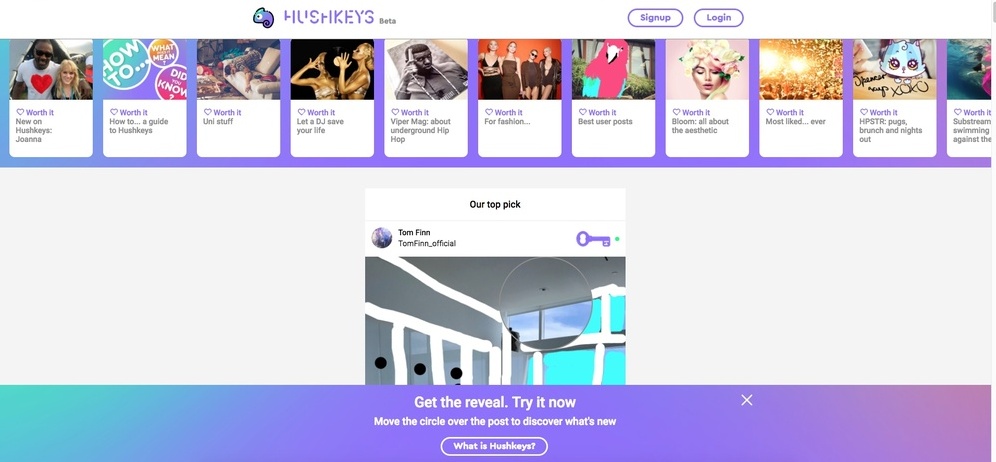 HUSHKEYS Beta
Signup
Login
HOW TO...
WHAT MEAN?
DID YOU KNOW?
Spanner
XOXO
Worth it
New on
Hushkeys:
Joanna
Worth it
How to... a guide
to Hushkeys
Worth it
Uni stuff
Worth it
Let a DJ save
your life
Worth it
Viper Mag: about
underground Hip
Hop
Worth it
For fashion...
Worth it
Best user posts
Worth it
Bloom: all about
the aesthetic
Worth it
Most liked... ever
Worth it
HPSTR: pugs,
brunch and nights
out
Worth it
Substream
swimming
against the
Our top pick
Tom Finn
TomFinn_official
Get the reveal. Try it now
Move the circle over the post to discover what's new
What is Hushkeys?